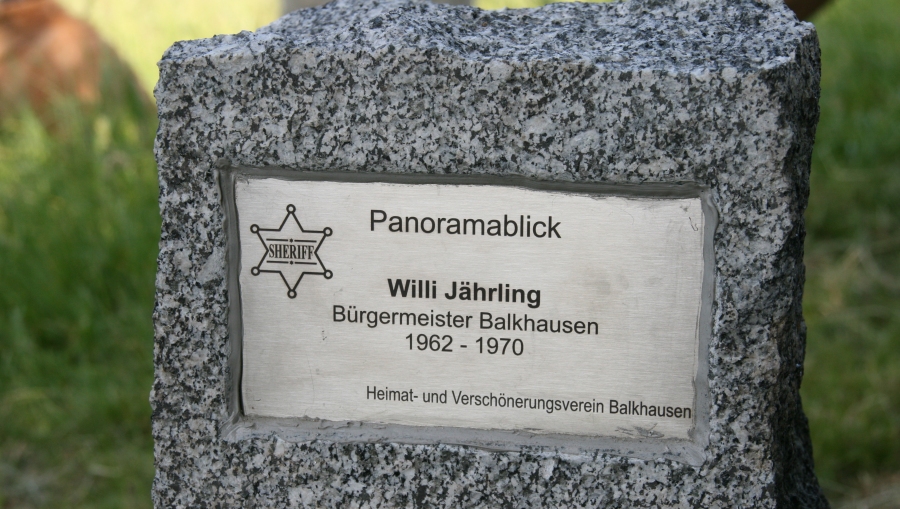 Panoramablick
SHERIFF
Willi Jährling
Bürgermeister Balkhausen
1962 - 1970
Heimat- und Verschönerungsverein Balkhausen